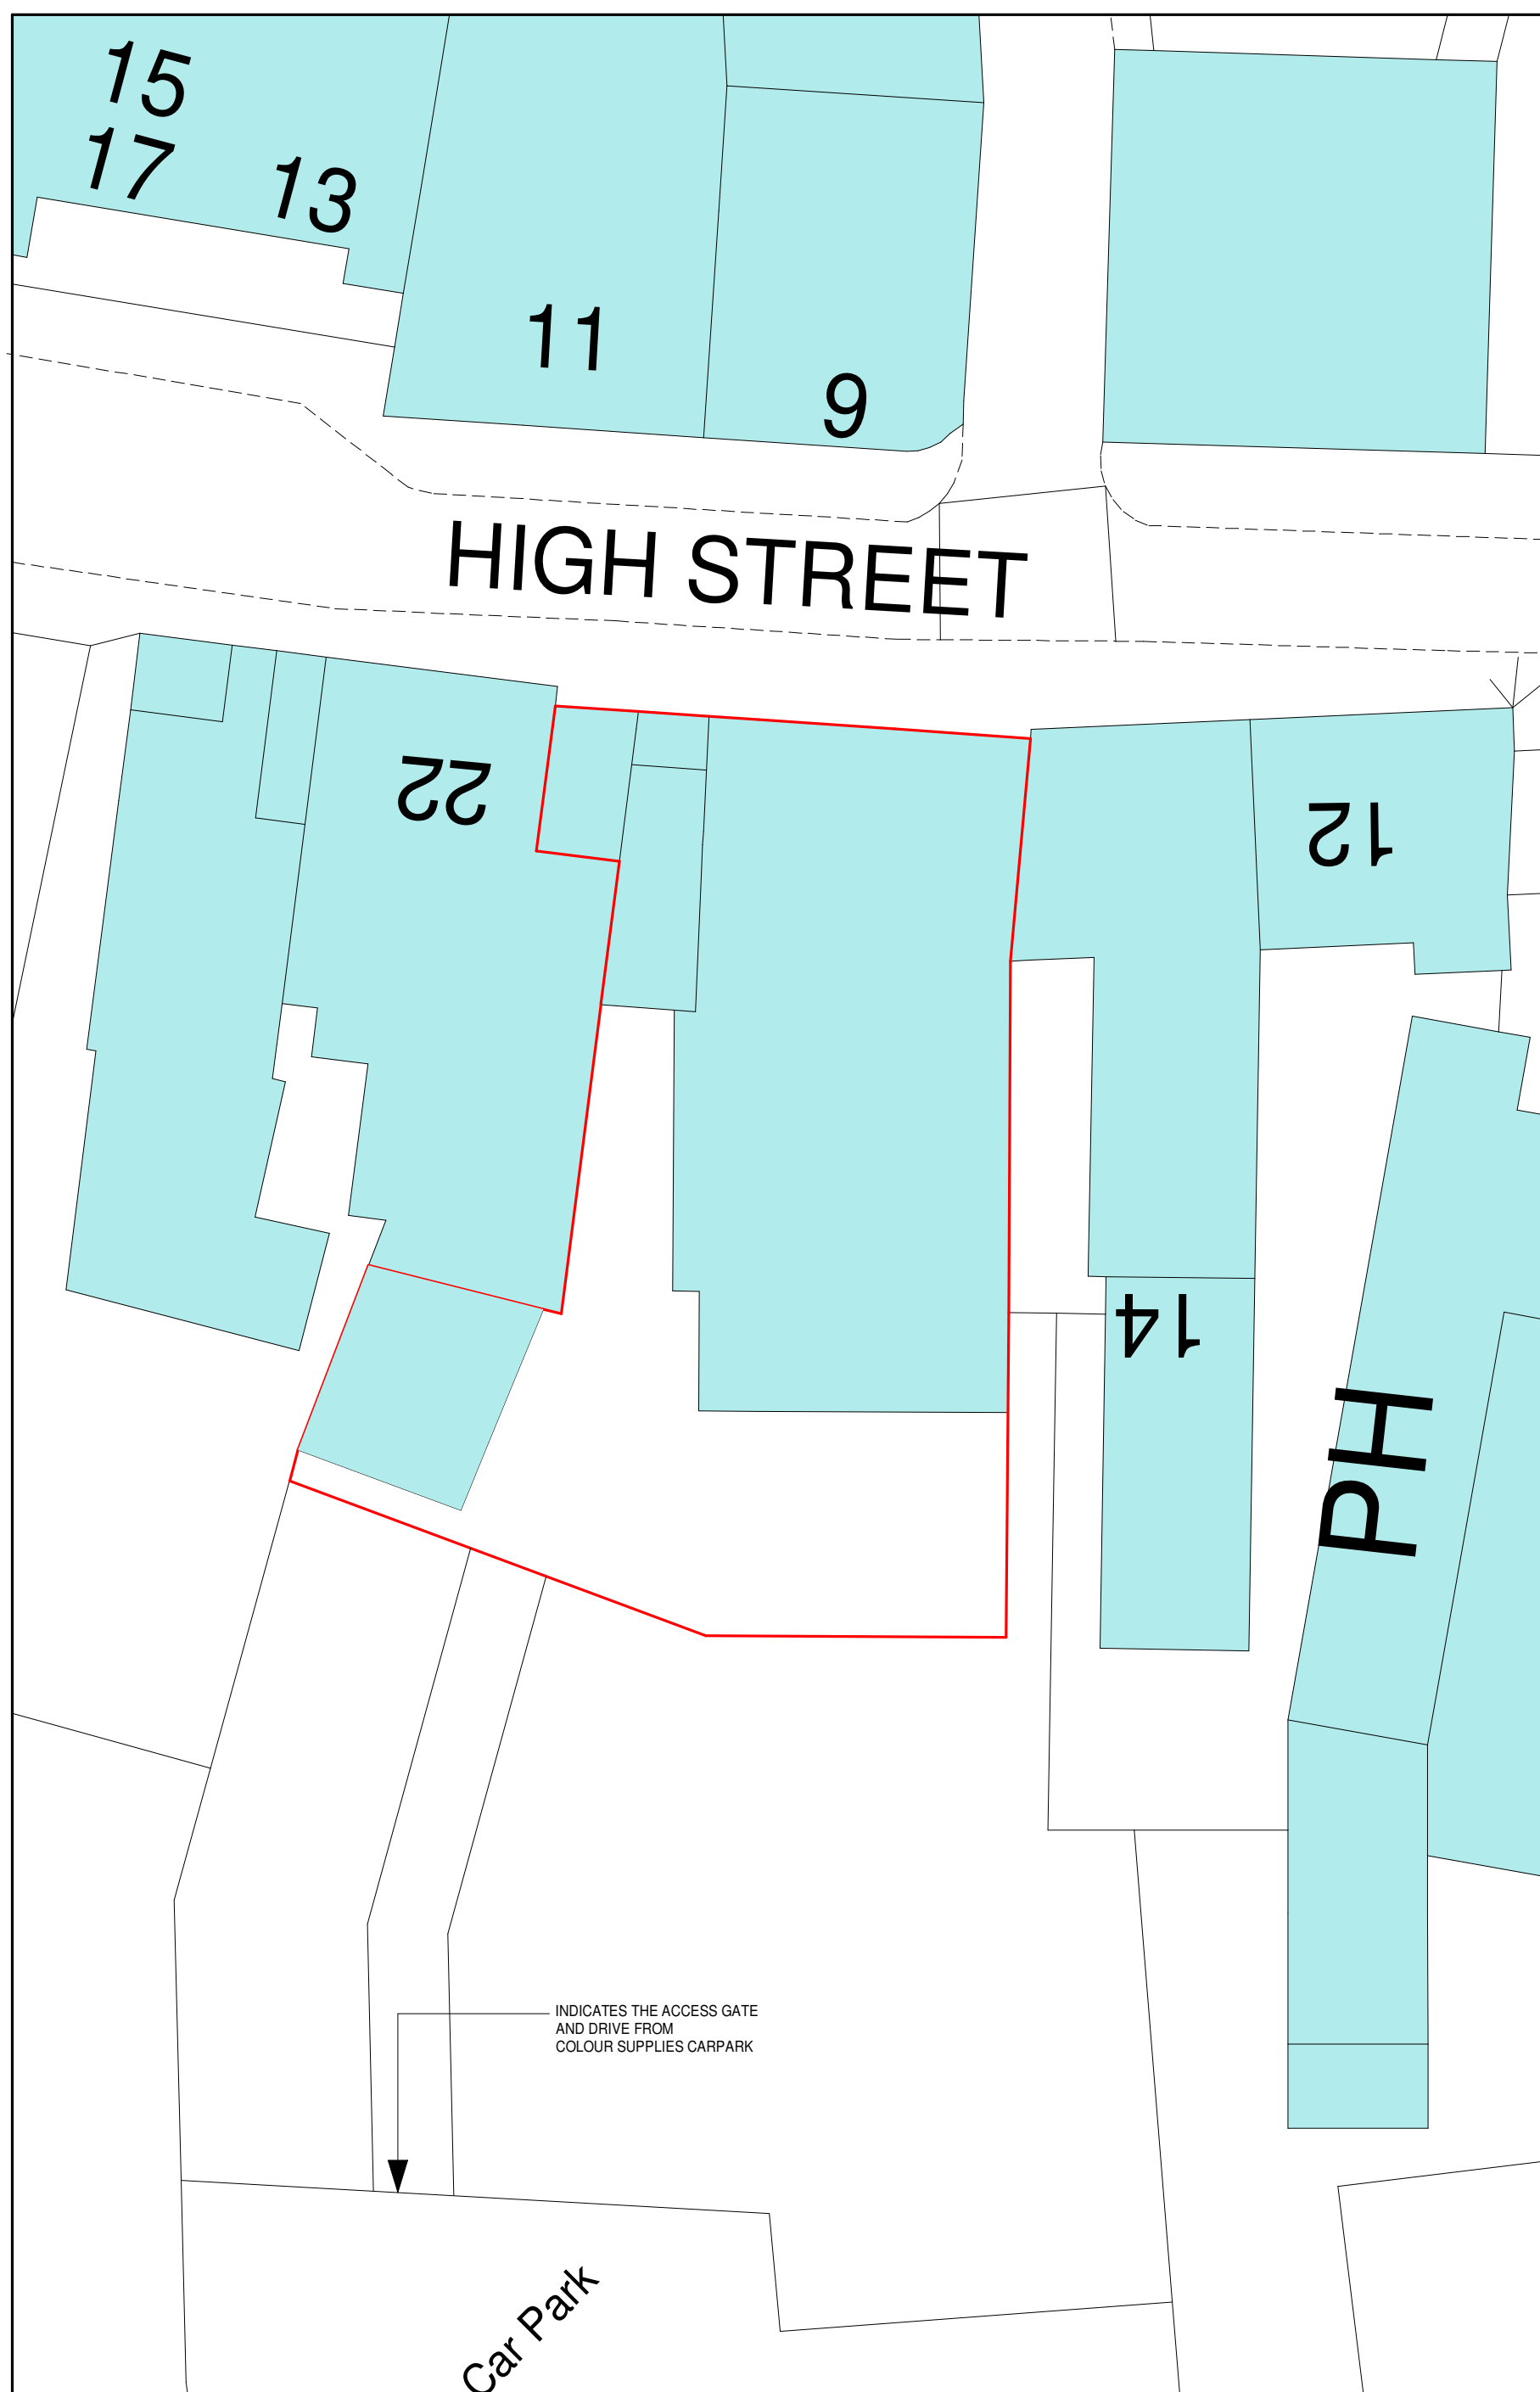 15
17
13
11
9
HIGH STREET
22
12
14
PH
INDICATES THE ACCESS GATE
AND DRIVE FROM
COLOUR SUPPLIES CARPARK
Car Park